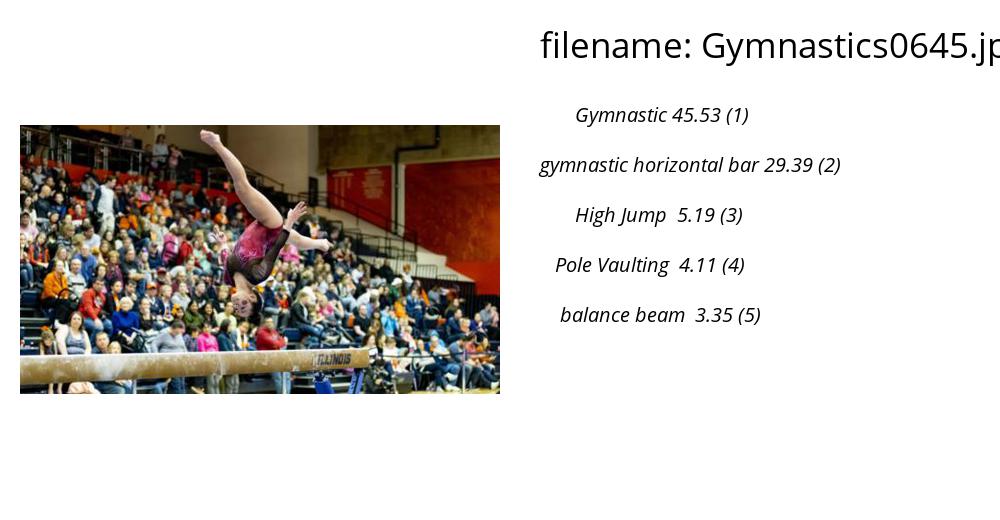 filename: Gymnastics0645.jp
Gymnastic 45.53 (1)
gymnastic horizontal bar 29.39 (2)
High Jump 5.19 (3)
Pole Vaulting 4.11 (4)
balance beam 3.35 (5)
ILLINOIS